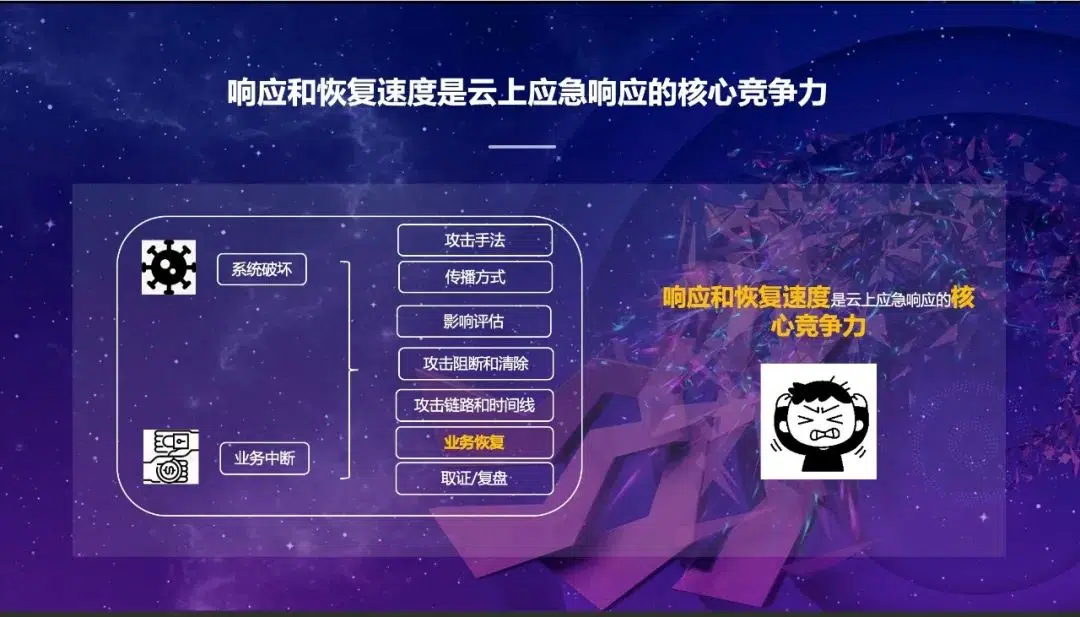 响应和恢复速度是云上应急响应的核心竞争力
系统破坏
业务中断
攻击手法
传播方式
影响评估
攻击阻断和清除
攻击链路和时间线
业务恢复
取证/复盘
响应和恢复速度是云上应急响应的核
心竞争力